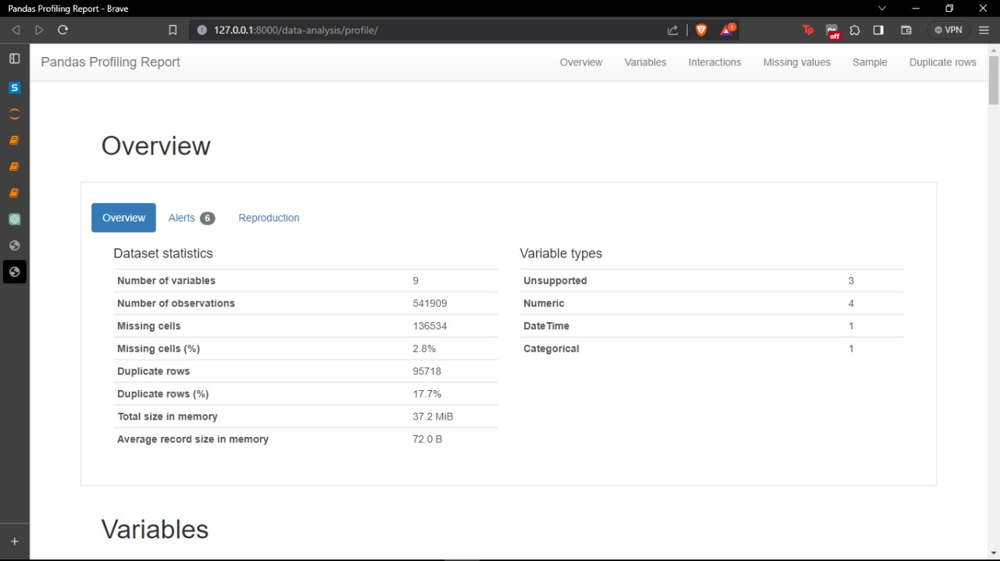 Pandas Profiling Report - Brave
127.0.0.1:8000/data-analysis/profile/
1
Tp
off
VPN
Pandas Profiling Report
Overview Variables Interactions Missing values Sample Duplicate rows
S
Overview
Overview Alerts 6 Reproduction
Dataset statistics
Number of variables 9
Number of observations 541909
Missing cells 136534
Missing cells (%) 2.8%
Duplicate rows 95718
Duplicate rows (%) 17.7%
Total size in memory 37.2 MiB
Average record size in memory 72.0 B
Variable types
Unsupported 3
Numeric 4
DateTime 1
Categorical 1
Variables